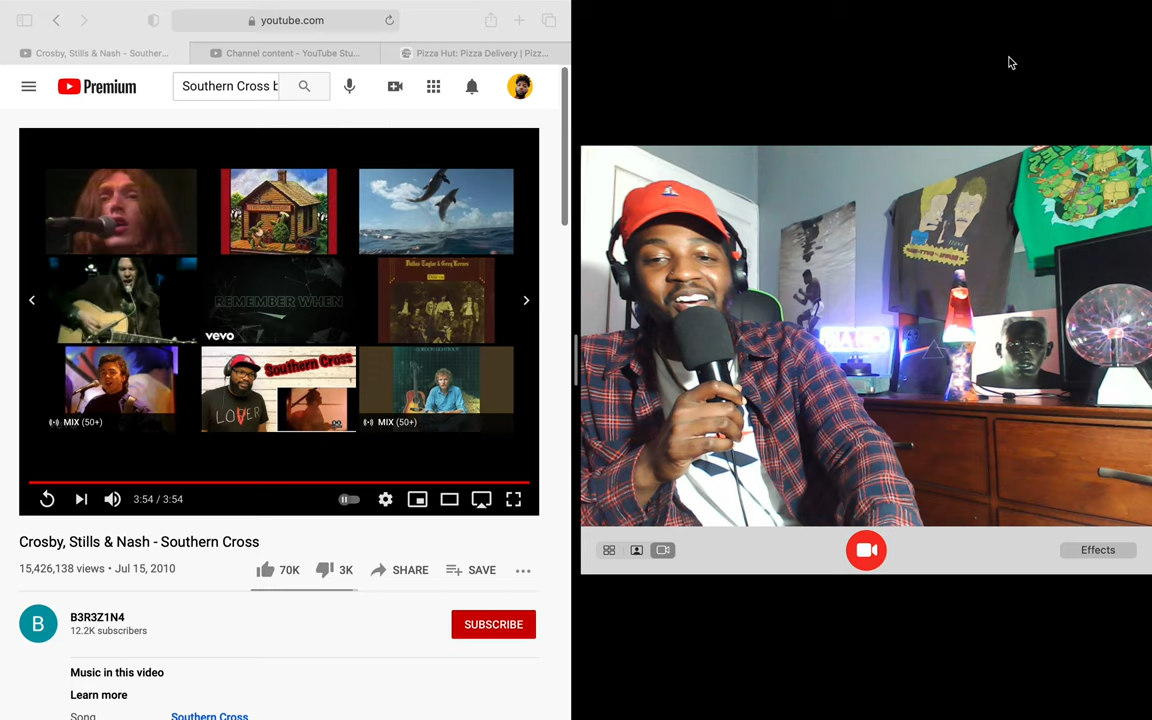 youtube.com
Crosby, Stills & Nash - Souther...
Channel content - YouTube Stu...
Pizza Hut: Pizza Delivery | Pizz...
Premium
Southern Cross b
REMEMBER WHEN
vevo
Southern Cross
LOVER
MIX (50+)
MIX (50+)
3:54 / 3:54
Crosby, Stills & Nash - Southern Cross
15,426,138 views • Jul 15, 2010
70K
3K
SHARE
SAVE
B
B3R3Z1N4
12.2K subscribers
SUBSCRIBE
Music in this video
Learn more
Song
Southern Cross
Effects